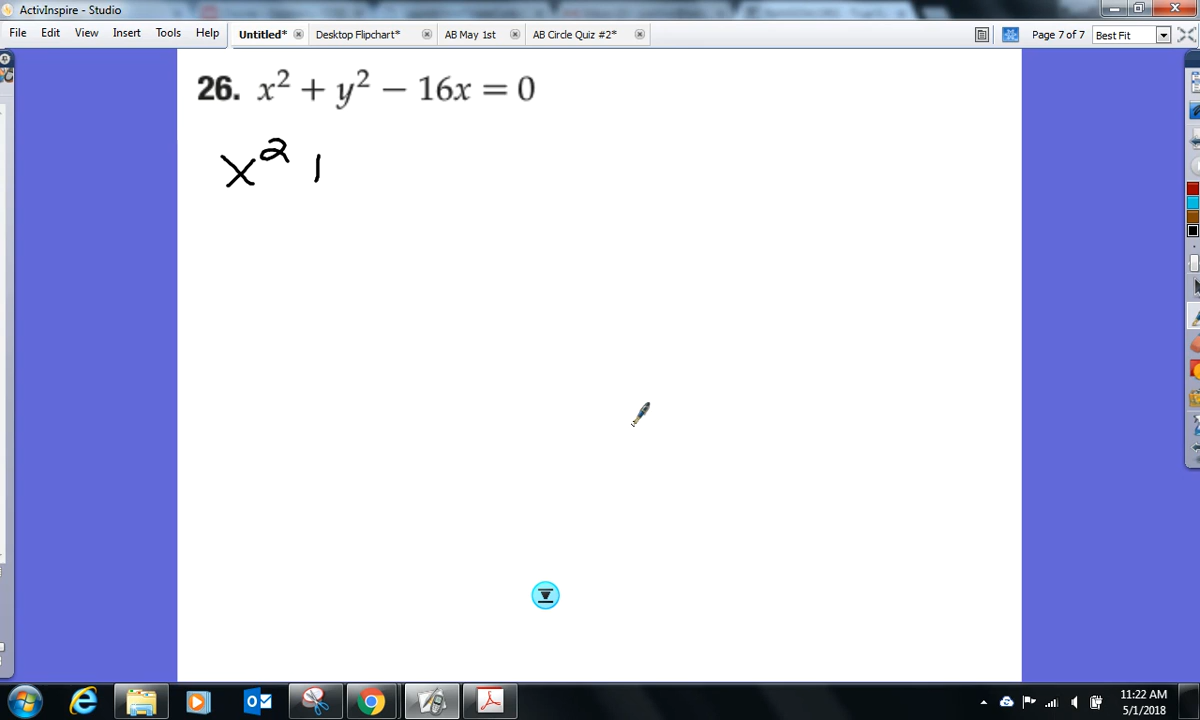 ActivInspire - Studio
File Edit View Insert Tools Help
Untitled* Desktop Flipchart* AB May 1st AB Circle Quiz #2* Page 7 of 7 Best Fit
26. x² + y² − 16x = 0
x² 1
11:22 AM
5/1/2018